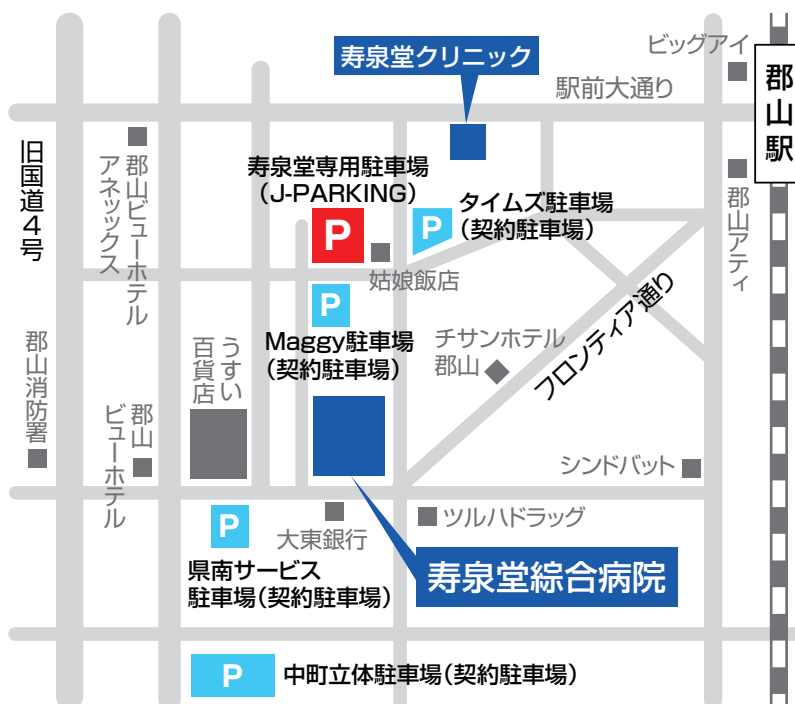 ビッグアイ
寿泉堂クリニック
郡山駅
駅前大通り
旧国道4号
郡山ビューホテル
アネックス
寿泉堂専用駐車場
(J-PARKING)
P
P
タイムズ駐車場
(契約駐車場)
郡山アティ
姑娘飯店
P
フロンティア通り
Maggy駐車場
(契約駐車場)
チサンホテル
郡山
うすい
百貨店
郡山消防署
郡山
ビューホテル
シンドバット
P
大東銀行
ツルハドラッグ
県南サービス
駐車場(契約駐車場)
寿泉堂綜合病院
P
中町立体駐車場(契約駐車場)